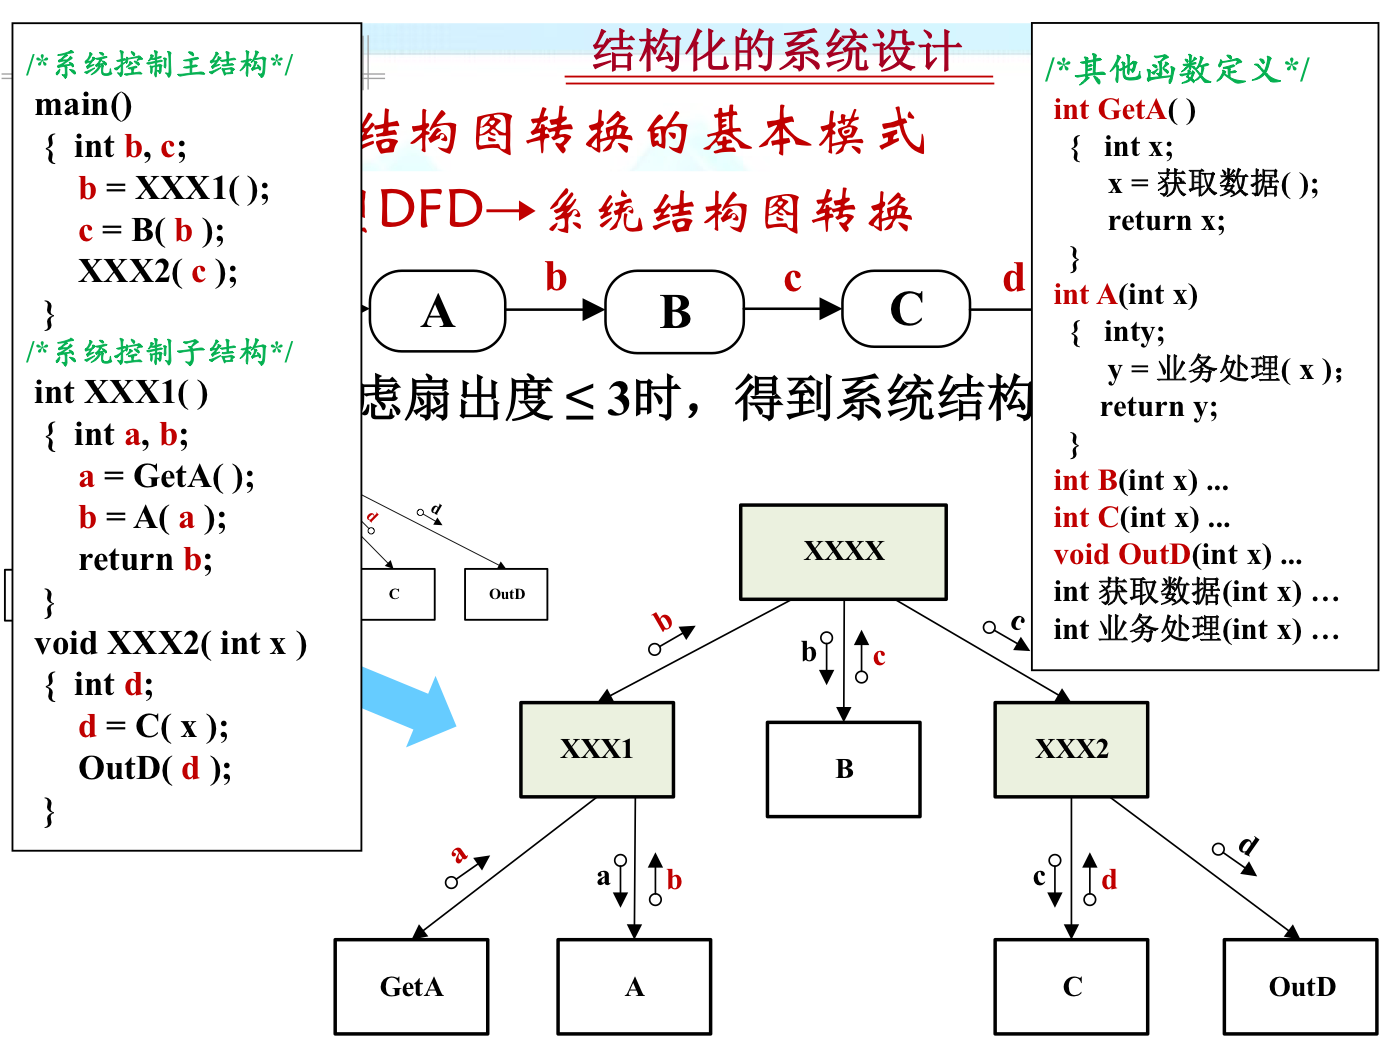 /*系统控制主结构*/
main()
{ int b, c;
b = XXX1( );
c = B( b );
XXX2( c );
}
/*系统控制子结构*/
int XXX1( )
{ int a, b;
a = GetA( );
b = A( a );
return b;
}
void XXX2( int x )
{ int d;
d = C( x );
OutD( d );
}
结构化的系统设计
结构图转换的基本模式
DFD→系统结构图转换
A
b
B
c
C
d
虑扇出度 ≤ 3时，得到系统结构
d
d
C
OutD
XXXX
b
b
c
c
XXX1
B
XXX2
a
a
b
c
d
d
GetA
A
C
OutD
/*其他函数定义*/
int GetA( )
{ int x;
x = 获取数据( );
return x;
}
int A(int x)
{ inty;
y = 业务处理( x );
return y;
}
int B(int x) ...
int C(int x) ...
void OutD(int x) ...
int 获取数据(int x) …
int 业务处理(int x) …